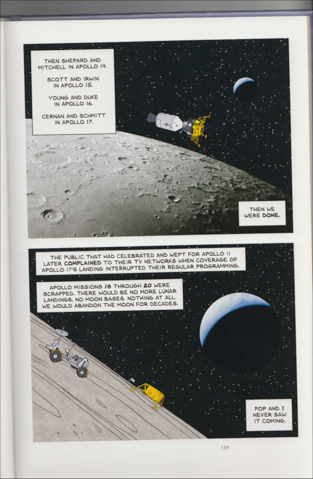 THEN SHEPARD AND
MITCHELL IN APOLLO 14.
SCOTT AND IRWIN
IN APOLLO 15.
YOUNG AND DUKE
IN APOLLO 16.
CERNAN AND SCHMITT
IN APOLLO 17.
THEN WE
WERE DONE.
THE PUBLIC THAT HAD CELEBRATED AND WEPT FOR APOLLO 11
LATER COMPLAINED TO THEIR TV NETWORKS WHEN COVERAGE OF
APOLLO 17'S LANDING INTERRUPTED THEIR REGULAR PROGRAMMING.
APOLLO MISSIONS 18 THROUGH 20 WERE
SCRAPPED. THERE WOULD BE NO MORE LUNAR
LANDINGS. NO MOON BASES. NOTHING AT ALL.
WE WOULD ABANDON THE MOON FOR DECADES.
POP AND I
NEVER SAW
IT COMING.
129